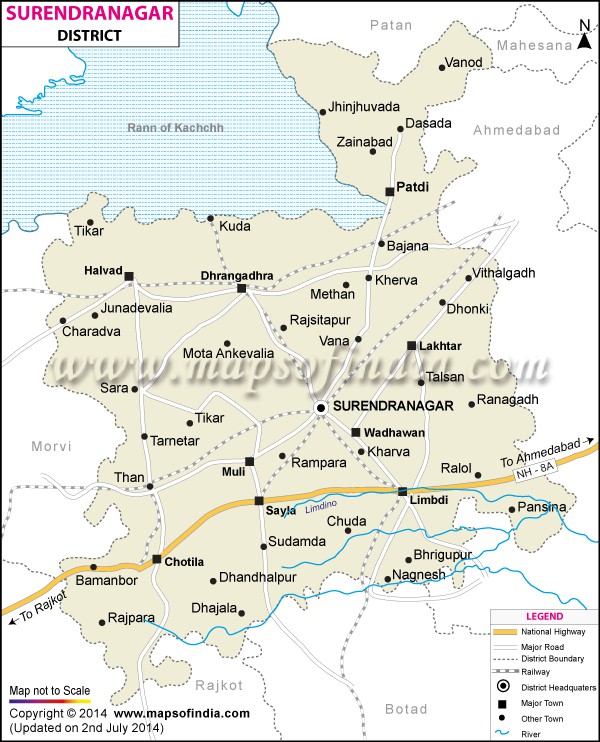 SURENDRANAGAR
DISTRICT
Patan
N
Mahesana
Vanod
Jhinjhuvada
Rann of Kachchh
Dasada
Ahmedabad
Zainabad
Patdi
Tikar
Kuda
Bajana
Halvad
Dhrangadhra
Kherva
Vithalgadh
Methan
Junadevalia
Dhonki
Charadva
Rajsitapur
Vana
Lakhtar
Mota Ankevalia
www.mapsofindia.com
Talsan
Sara
SURENDRANAGAR
Ranagadh
Tikar
Wadhawan
Morvi
Tarnetar
Kharva
To Ahmedabad
Rampara
Muli
Ralol
NH - 8A
Than
Limbdi
Sayla
Limdino
Pansina
Chuda
Sudamda
Chotila
Bhrigupur
Bamanbor
Dhandhalpur
Nagnesh
To Rajkot
Rajpara
Dhajala
LEGEND
National Highway
Major Road
District Boundary
Railway
District Headquaters
Major Town
Other Town
River
Rajkot
Botad
Map not to Scale
Copyright © 2014 www.mapsofindia.com
(Updated on 2nd July 2014)